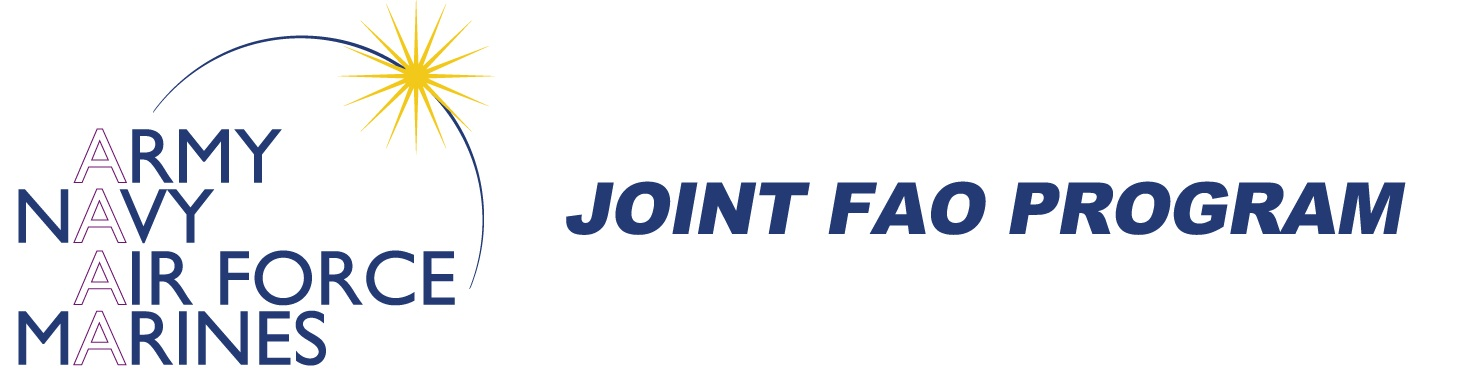 ARMY
NAVY
AIR FORCE
MARINES
JOINT FAO PROGRAM